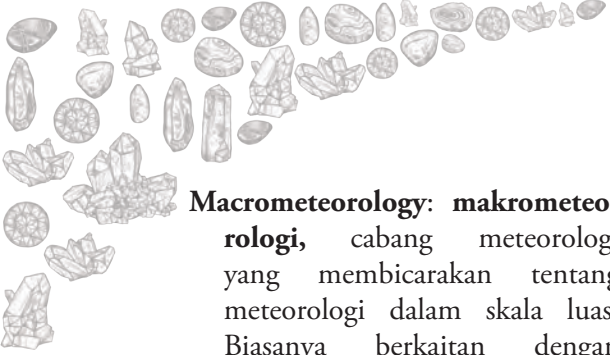 Macrometeorology: makrometeo-
rologi, cabang meteorolog
yang membicarakan tentang
meteorologi dalam skala luas
Biasanya berkaitan dengan